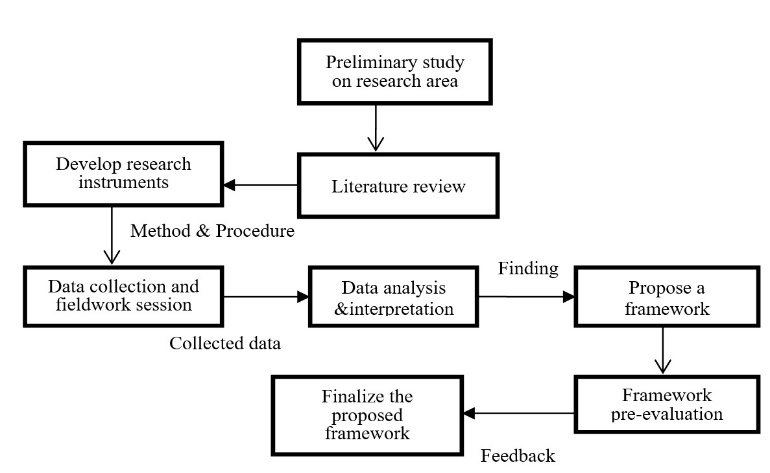 Preliminary study
on research area
Develop research
instruments
Literature review
Method & Procedure
Data collection and
fieldwork session
Data analysis
&interpretation
Finding
Propose a
framework
Collected data
Finalize the
proposed
framework
Framework
pre-evaluation
Feedback